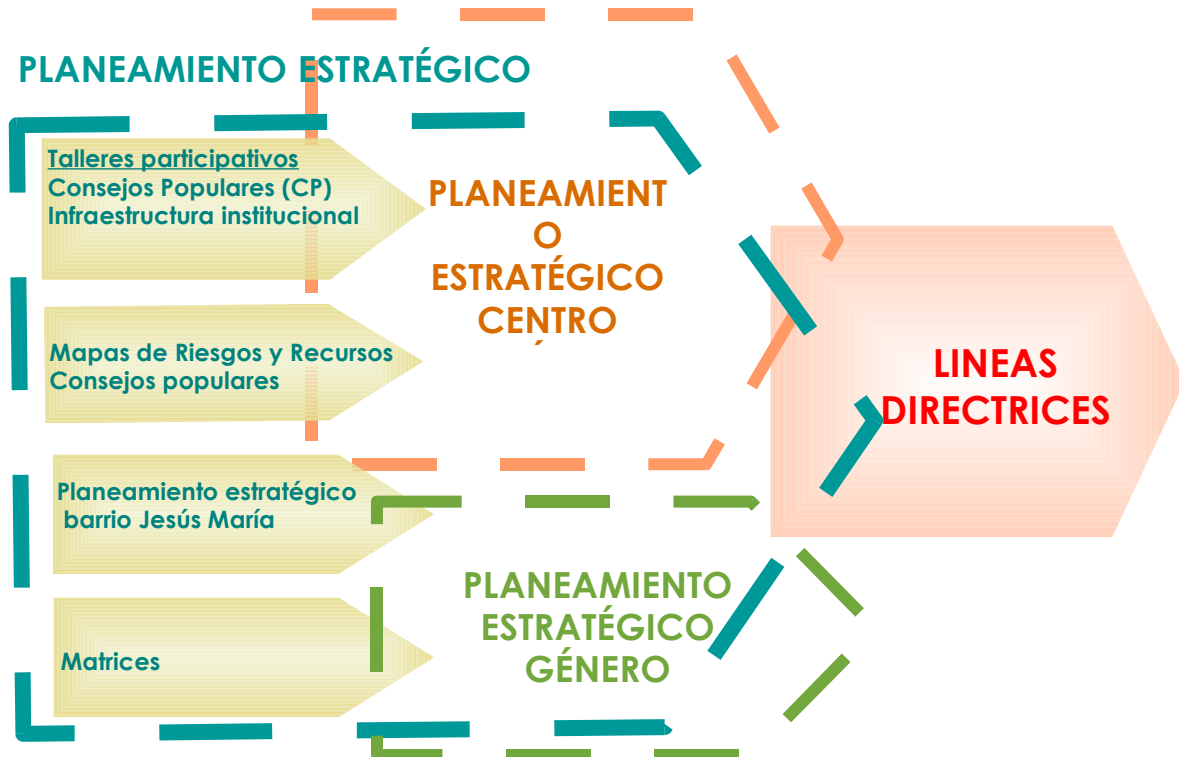 PLANEAMIENTO ESTRATÉGICO
Talleres participativos
Consejos Populares (CP)
Infraestructura institucional
Mapas de Riesgos y Recursos
Consejos populares
Planeamiento estratégico
barrio Jesús María
Matrices
PLANEAMIENT
O
ESTRATÉGICO
CENTRO
PLANEAMIENTO
ESTRATÉGICO
GÉNERO
LINEAS
DIRECTRICES